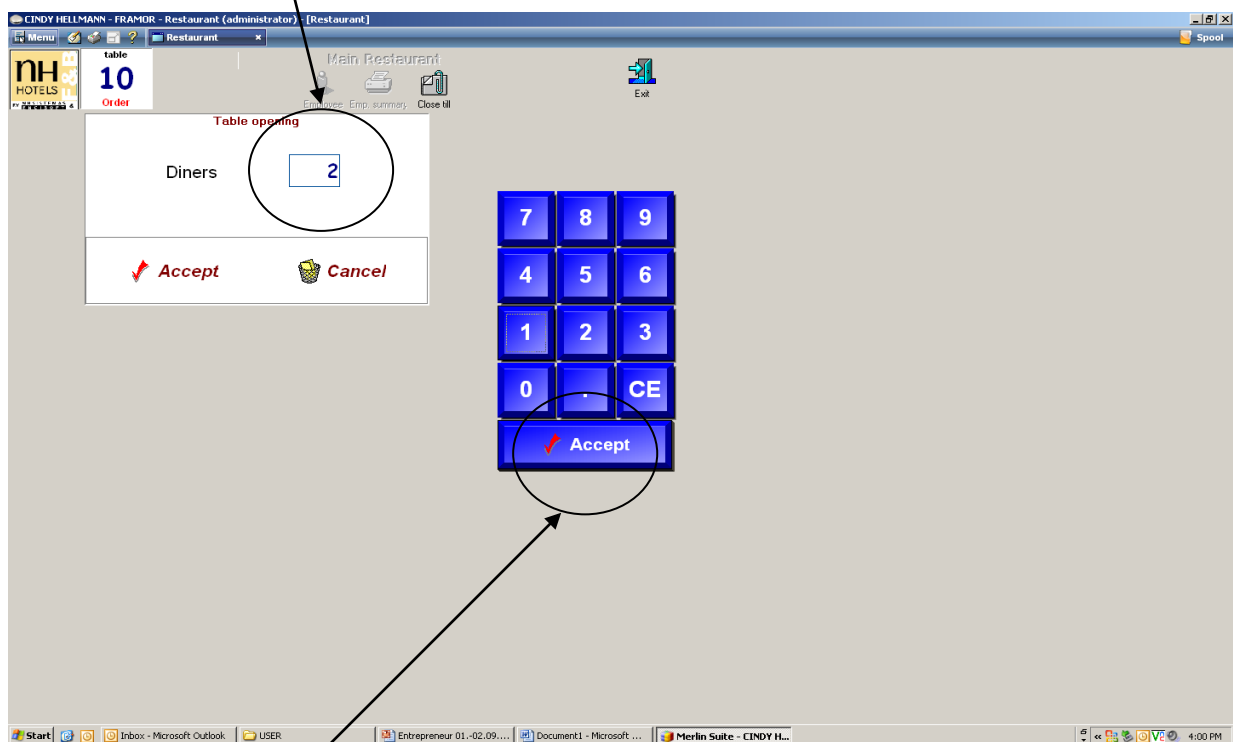 CINDY HELLMANN - FRAMOR - Restaurant (administrator) - [Restaurant]
Menu ? Restaurant × Spool
nH
HOTELS
table
10
Order
Main Restaurant
Employee Emp. summary Close till
Exit
Table opening
Diners 2
Accept Cancel
7 8 9
4 5 6
1 2 3
0 . CE
Accept
Start Inbox - Microsoft Outlook USER Entrepreneur 01.-02.09.... Document1 - Microsoft ... Merlin Suite - CINDY H... « 4:00 PM